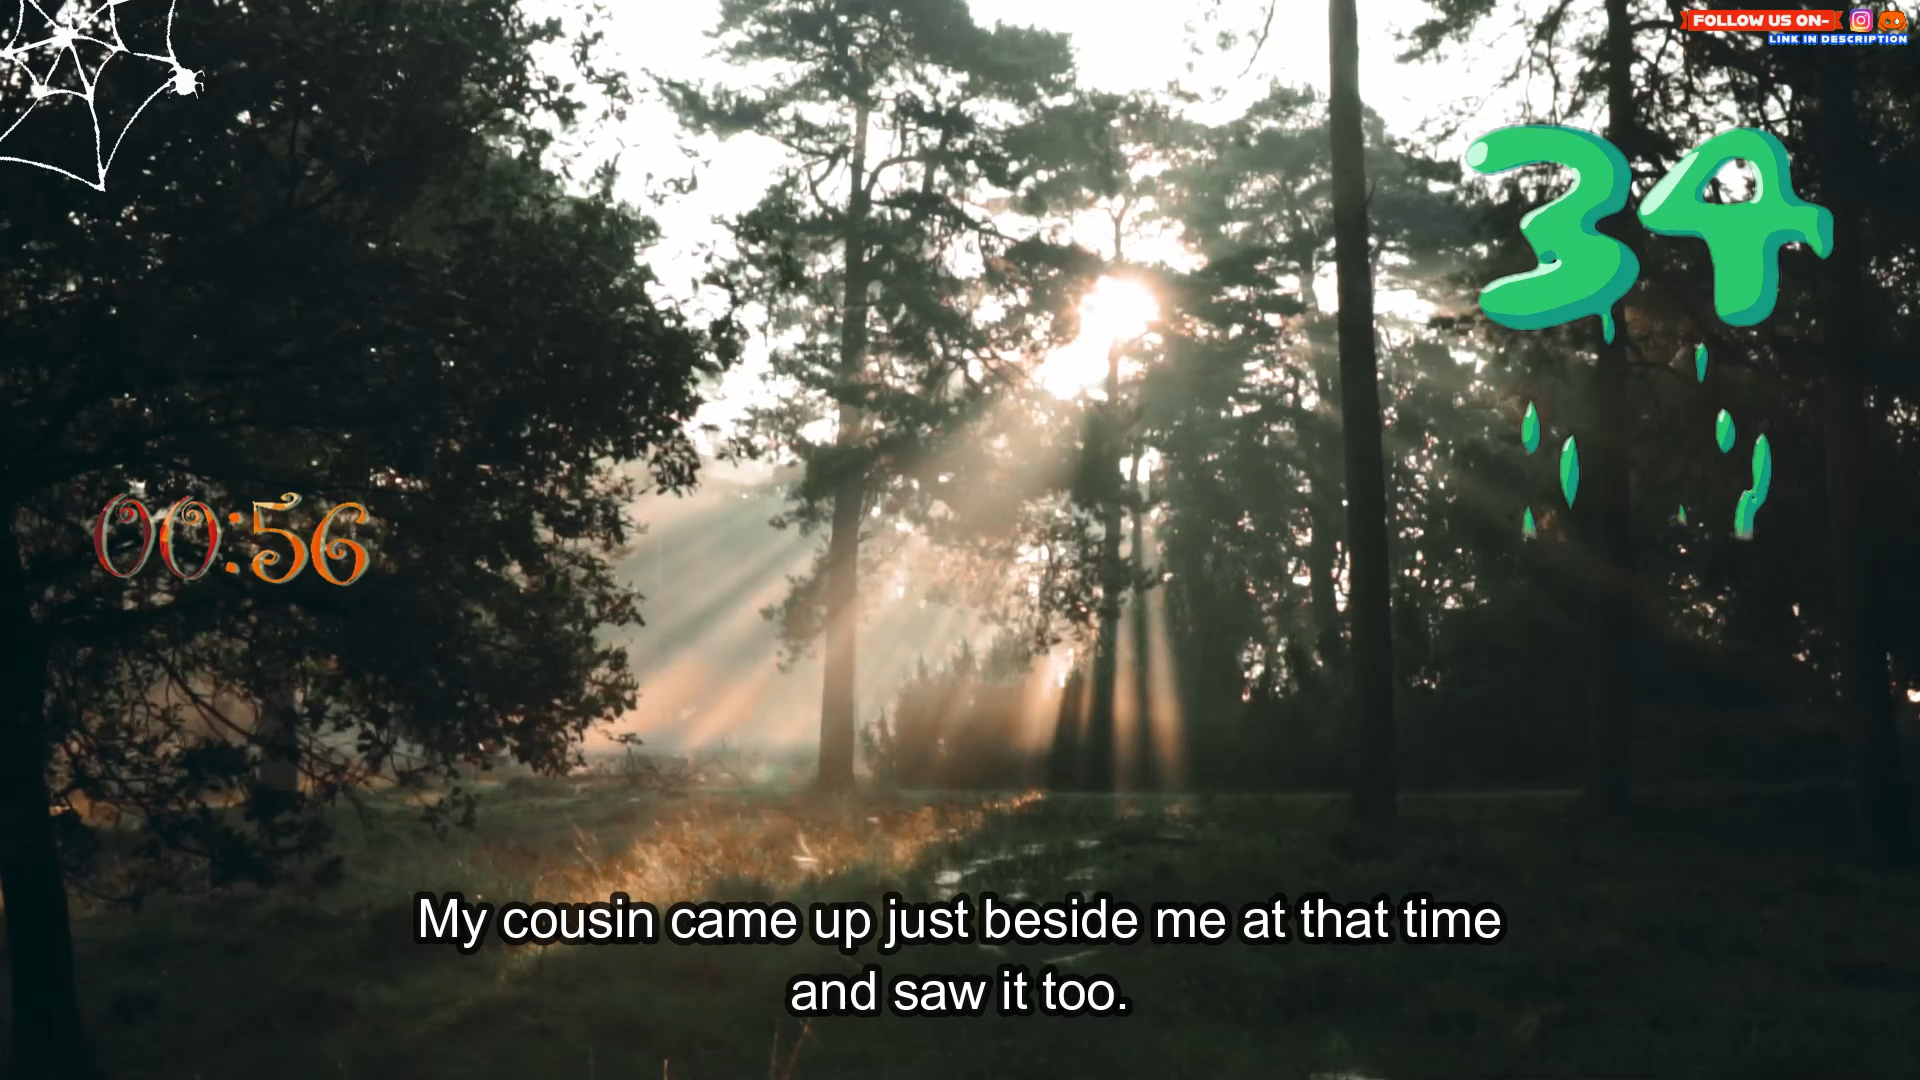 FOLLOW US ON-
LINK IN DESCRIPTION
34
00:56
My cousin came up just beside me at that time
and saw it too.